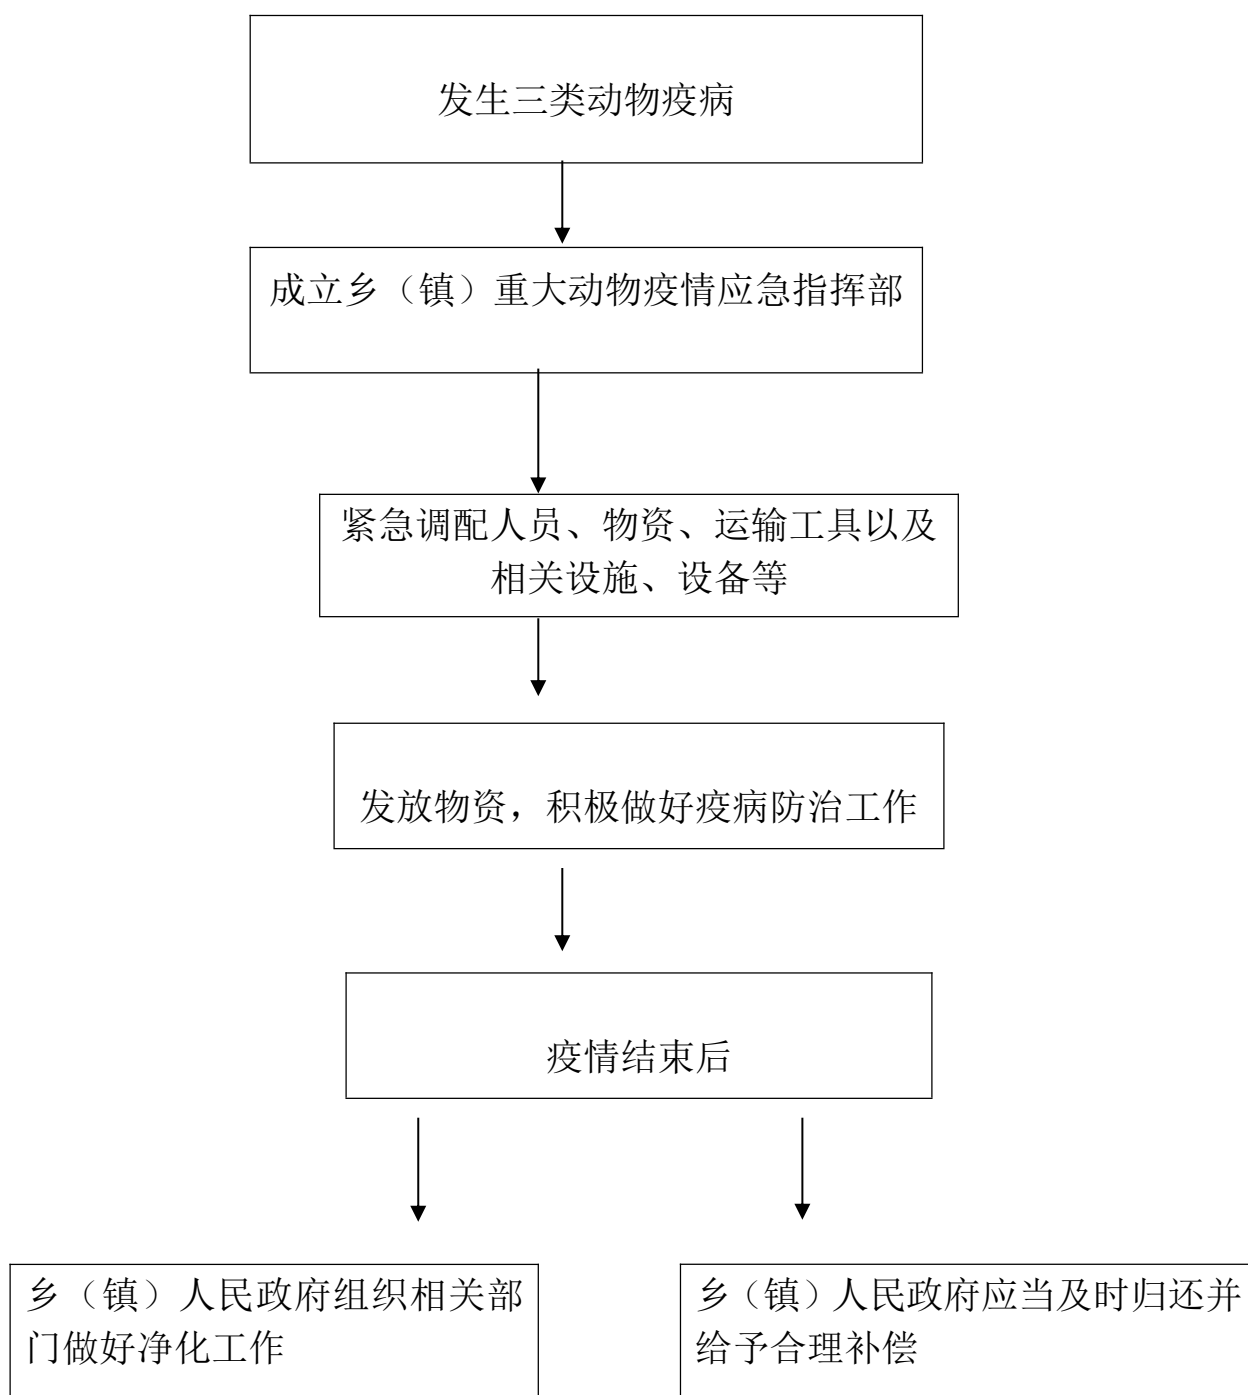 发生三类动物疫病
成立乡（镇）重大动物疫情应急指挥部
紧急调配人员、物资、运输工具以及
相关设施、设备等
发放物资，积极做好疫病防治工作
疫情结束后
乡（镇）人民政府组织相关部
门做好净化工作
乡（镇）人民政府应当及时归还并
给予合理补偿